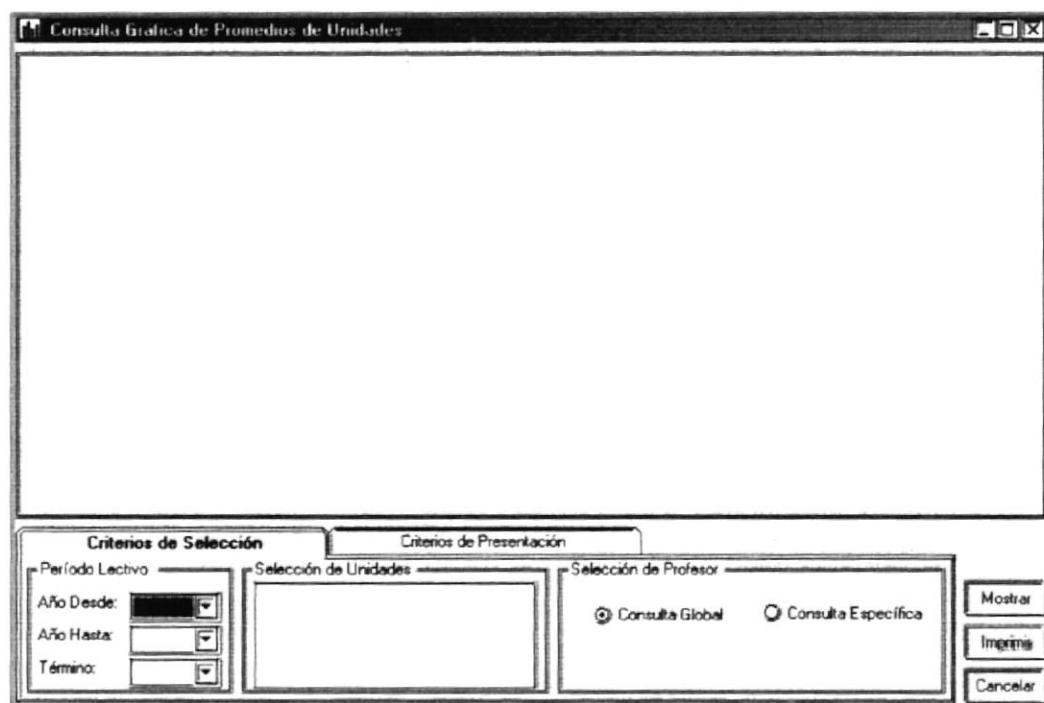 Consulta Grafica de Promedios de Unidades
Criterios de Selección
Criterios de Presentación
Período Lectivo
Año Desde:
Año Hasta:
Término:
Selección de Unidades
Selección de Profesor
Consulta Global
Consulta Específica
Mostrar
Imprimir
Cancelar